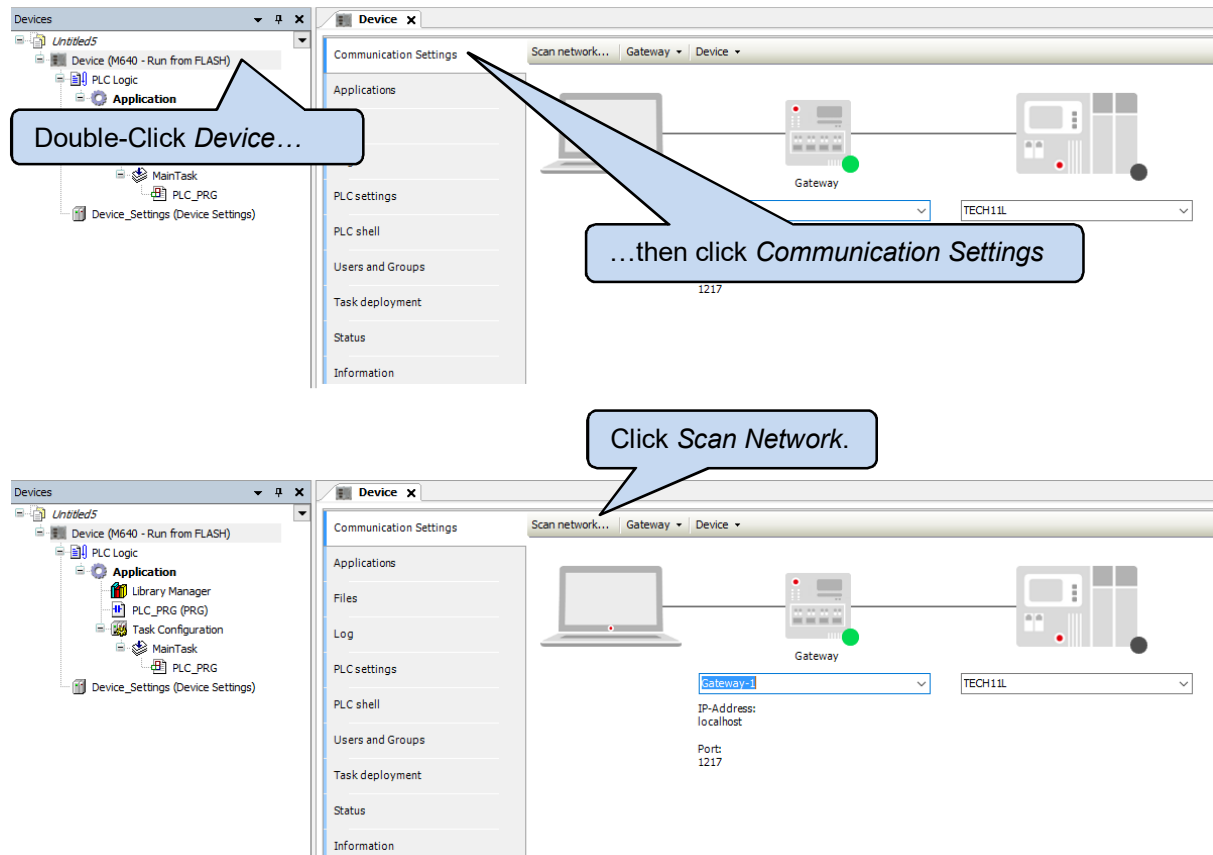 Devices
Device
Untitled5
Device (M640 - Run from FLASH)
PLC Logic
Application
Double-Click Device…
MainTask
PLC_PRG
Device_Settings (Device Settings)
Communication Settings
Applications
PLC settings
PLC shell
Users and Groups
Task deployment
Status
Information
Scan network... Gateway Device
Gateway
TECH11L
…then click Communication Settings
1217
Click Scan Network.
Devices
Device
Untitled5
Device (M640 - Run from FLASH)
PLC Logic
Application
Library Manager
PLC_PRG (PRG)
Task Configuration
MainTask
PLC_PRG
Device_Settings (Device Settings)
Communication Settings
Applications
Files
Log
PLC settings
PLC shell
Users and Groups
Task deployment
Status
Information
Scan network... Gateway Device
Gateway
Gateway-1
TECH11L
IP-Address:
localhost
Port:
1217